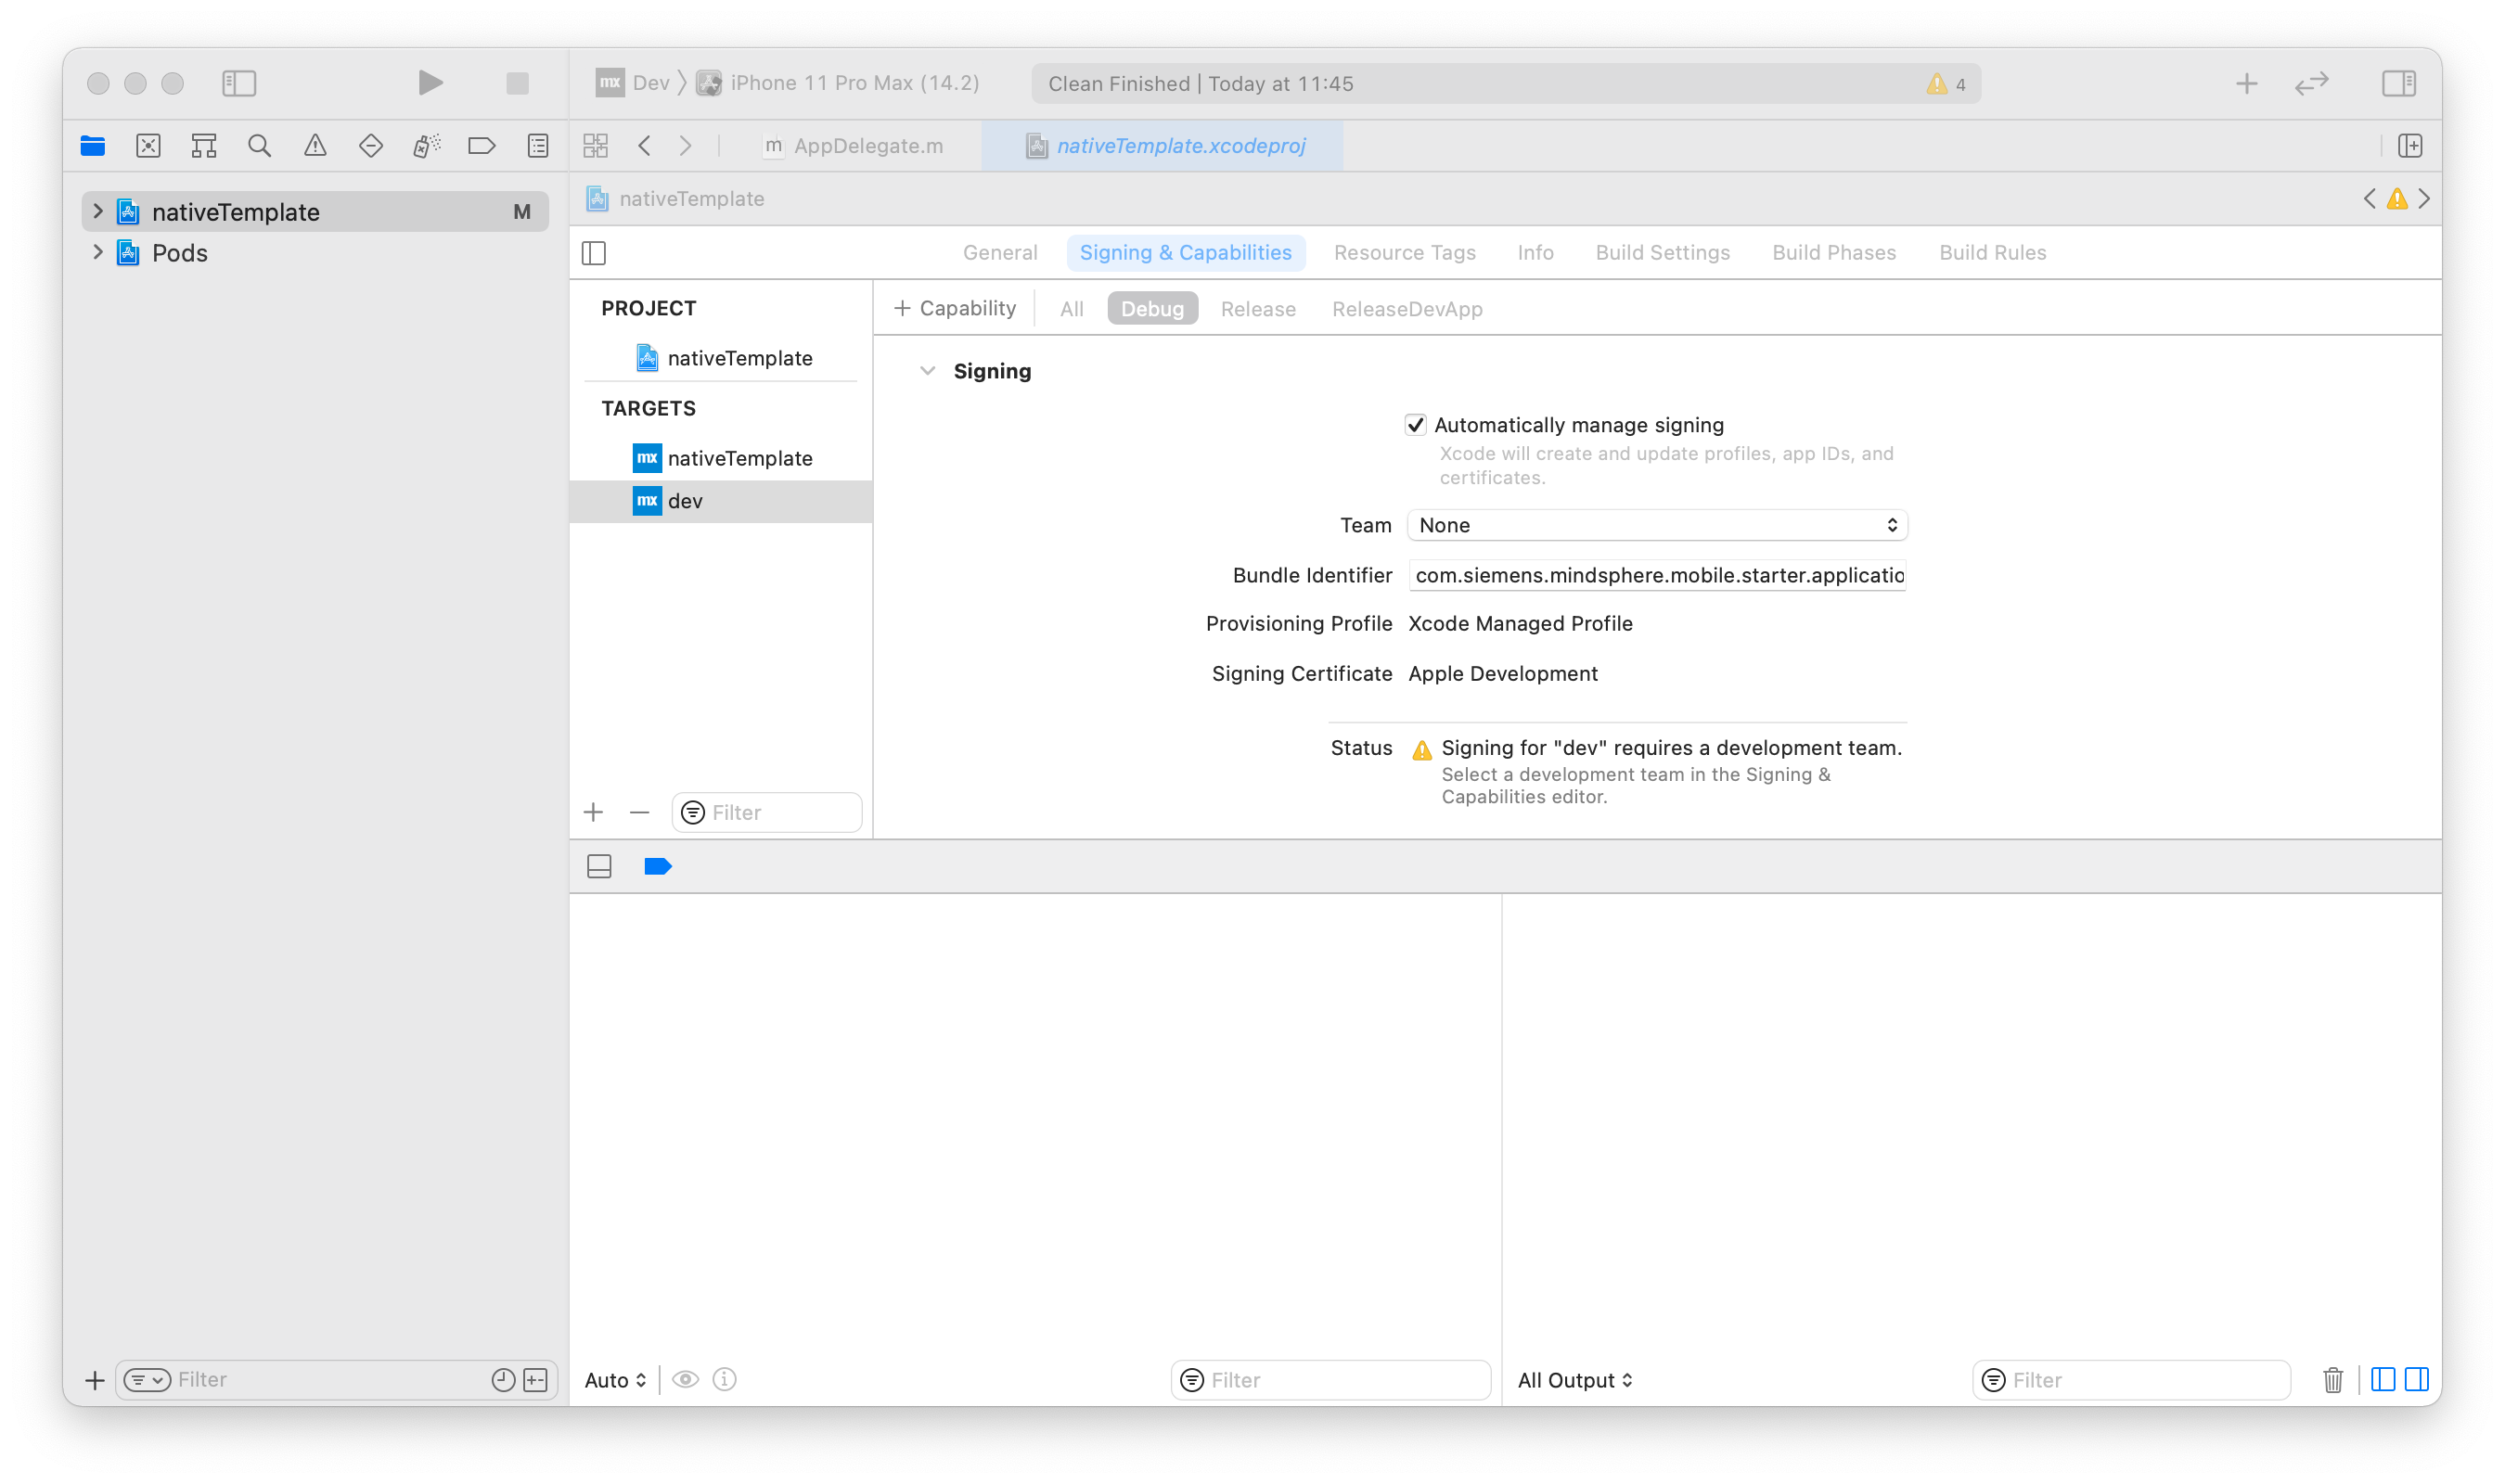 mx Dev iPhone 11 Pro Max (14.2)
Clean Finished | Today at 11:45
4
m AppDelegate.m
nativeTemplate.xcodeproj
nativeTemplate M
Pods
nativeTemplate
General
Signing & Capabilities
Resource Tags
Info
Build Settings
Build Phases
Build Rules
PROJECT
nativeTemplate
TARGETS
mx nativeTemplate
mx dev
Filter
+ Capability
All
Debug
Release
ReleaseDevApp
Signing
Automatically manage signing
Xcode will create and update profiles, app IDs, and
certificates.
Team None
Bundle Identifier com.siemens.mindsphere.mobile.starter.applicatio
Provisioning Profile Xcode Managed Profile
Signing Certificate Apple Development
Status Signing for "dev" requires a development team.
Select a development team in the Signing &
Capabilities editor.
Filter
Auto
Filter
All Output
Filter